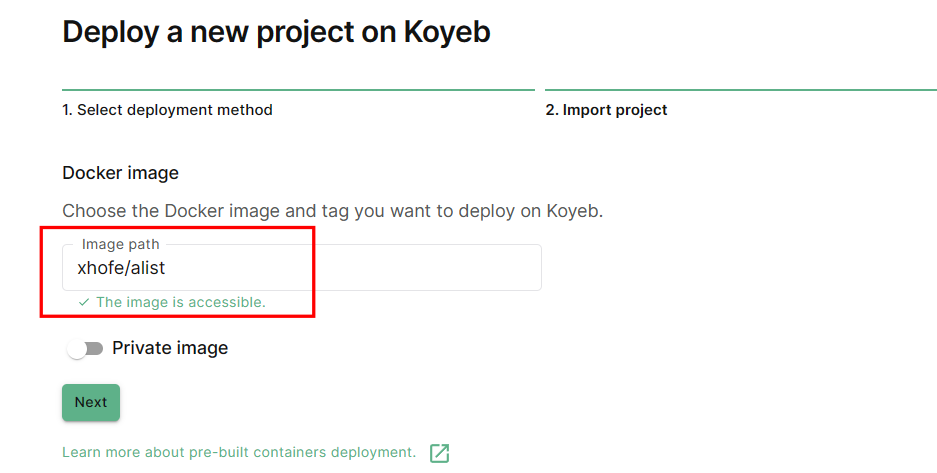 Deploy a new project on Koyeb
1. Select deployment method
2. Import project
Docker image
Choose the Docker image and tag you want to deploy on Koyeb.
Image path
xhofe/alist
✓ The image is accessible.
Private image
Next
Learn more about pre-built containers deployment.